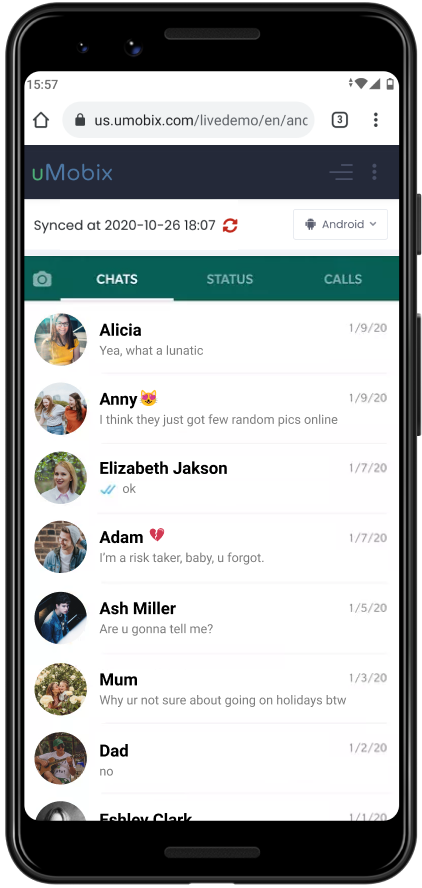 15:57
us.umobix.com/livedemo/en/anc
3
uMobix
Synced at 2020-10-26 18:07
Android
CHATS STATUS CALLS
Alicia 1/9/20
Yea, what a lunatic
Anny😻 1/9/20
I think they just got few random pics online
Elizabeth Jakson 1/7/20
ok
Adam 💔 1/7/20
I'm a risk taker, baby, u forgot.
Ash Miller 1/5/20
Are u gonna tell me?
Mum 1/3/20
Why ur not sure about going on holidays btw
Dad 1/2/20
no
Eshley Clark 1/1/20